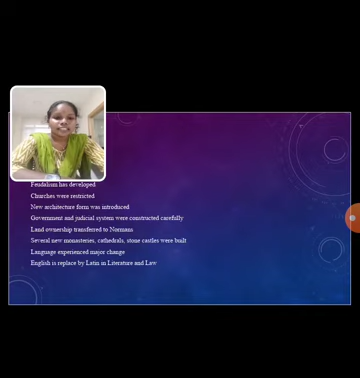 Feudalism has developed
Churches were restricted
New architecture form was introduced
Government and judicial system were constructed carefully
Land ownership transferred to Normans
Several new monasteries, cathedrals, stone castles were built
Language experienced major change
English is replace by Latin in Literature and Law